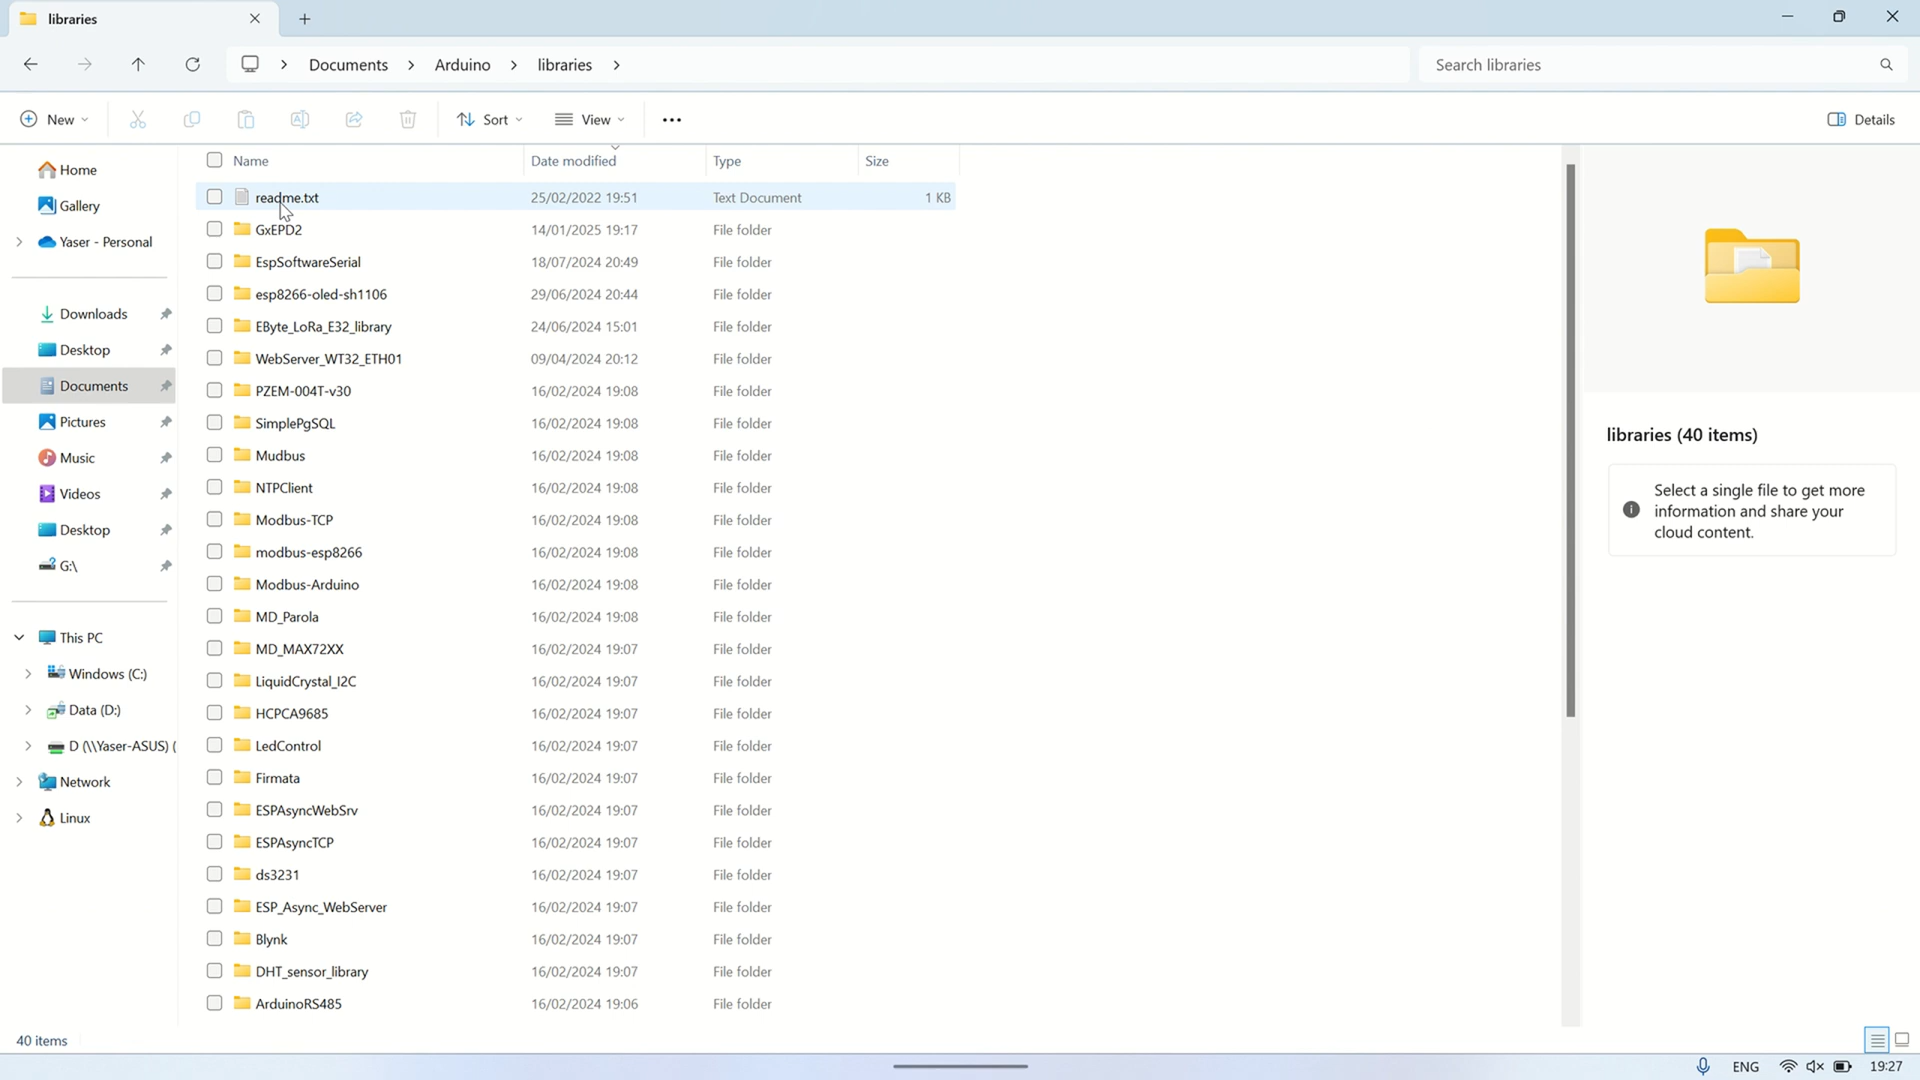 libraries
Documents > Arduino > libraries >
Search libraries
New
Sort
View
Details
Home
Gallery
Yaser - Personal
Downloads
Desktop
Documents
Pictures
Music
Videos
Desktop
G:\
This PC
Windows (C:)
Data (D:)
D (\\Yaser-ASUS) (
Network
Linux
Name Date modified Type Size
readme.txt 25/02/2022 19:51 Text Document 1 KB
GxEPD2 14/01/2025 19:17 File folder
EspSoftwareSerial 18/07/2024 20:49 File folder
esp8266-oled-sh1106 29/06/2024 20:44 File folder
EByte_LoRa_E32_library 24/06/2024 15:01 File folder
WebServer_WT32_ETH01 09/04/2024 20:12 File folder
PZEM-004T-v30 16/02/2024 19:08 File folder
SimplePgSQL 16/02/2024 19:08 File folder
Mudbus 16/02/2024 19:08 File folder
NTPClient 16/02/2024 19:08 File folder
Modbus-TCP 16/02/2024 19:08 File folder
modbus-esp8266 16/02/2024 19:08 File folder
Modbus-Arduino 16/02/2024 19:08 File folder
MD_Parola 16/02/2024 19:08 File folder
MD_MAX72XX 16/02/2024 19:07 File folder
LiquidCrystal_I2C 16/02/2024 19:07 File folder
HCPCA9685 16/02/2024 19:07 File folder
LedControl 16/02/2024 19:07 File folder
Firmata 16/02/2024 19:07 File folder
ESPAsyncWebSrv 16/02/2024 19:07 File folder
ESPAsyncTCP 16/02/2024 19:07 File folder
ds3231 16/02/2024 19:07 File folder
ESP_Async_WebServer 16/02/2024 19:07 File folder
Blynk 16/02/2024 19:07 File folder
DHT_sensor_library 16/02/2024 19:07 File folder
ArduinoRS485 16/02/2024 19:06 File folder
libraries (40 items)
Select a single file to get more
information and share your
cloud content.
40 items
ENG 19:27